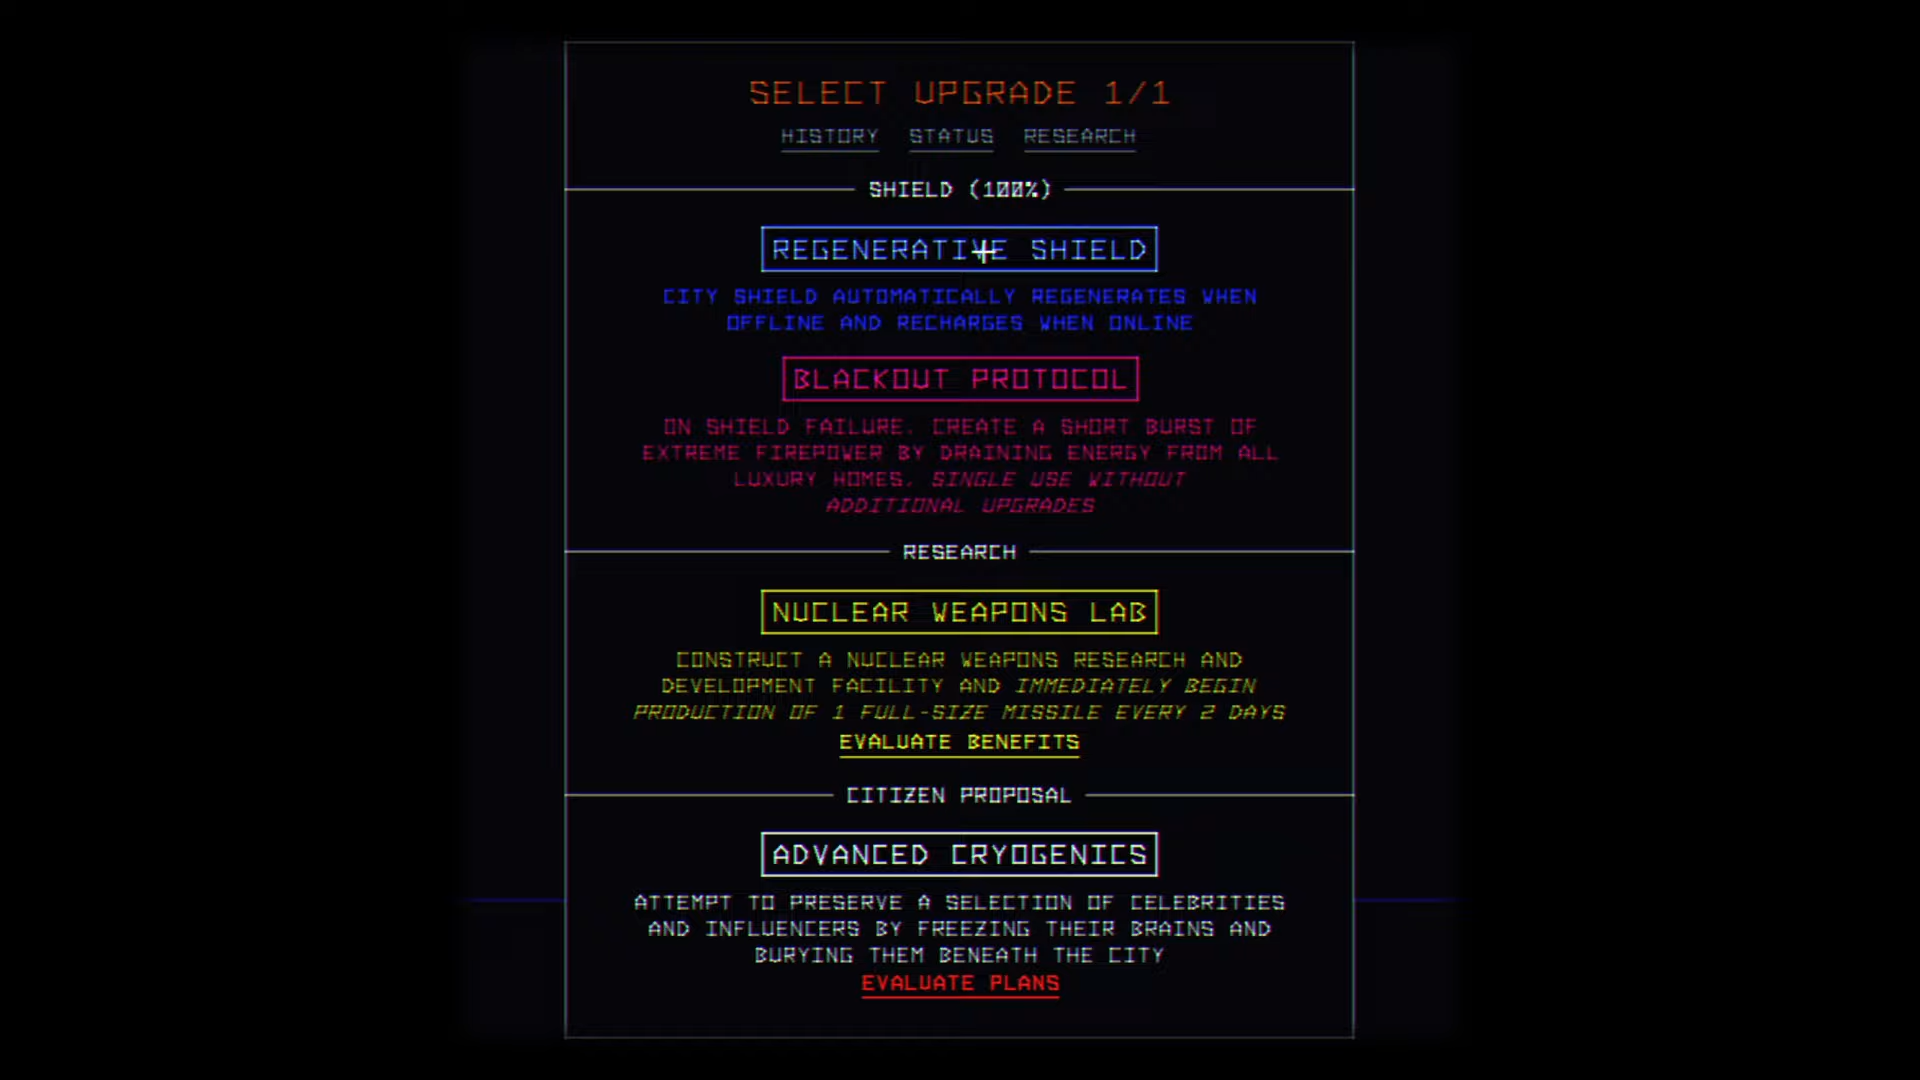 SELECT UPGRADE 1/1
HISTORY STATUS RESEARCH
SHIELD (100%)
REGENERATIVE SHIELD
CITY SHIELD AUTOMATICALLY REGENERATES WHEN
OFFLINE AND RECHARGES WHEN ONLINE
BLACKOUT PROTOCOL
ON SHIELD FAILURE, CREATE A SHORT BURST OF
EXTREME FIREPOWER BY DRAINING ENERGY FROM ALL
LUXURY HOMES. SINGLE USE WITHOUT
ADDITIONAL UPGRADES
RESEARCH
NUCLEAR WEAPONS LAB
CONSTRUCT A NUCLEAR WEAPONS RESEARCH AND
DEVELOPMENT FACILITY AND IMMEDIATELY BEGIN
PRODUCTION OF 1 FULL-SIZE MISSILE EVERY 2 DAYS
EVALUATE BENEFITS
CITIZEN PROPOSAL
ADVANCED CRYOGENICS
ATTEMPT TO PRESERVE A SELECTION OF CELEBRITIES
AND INFLUENCERS BY FREEZING THEIR BRAINS AND
BURYING THEM BENEATH THE CITY
EVALUATE PLANS